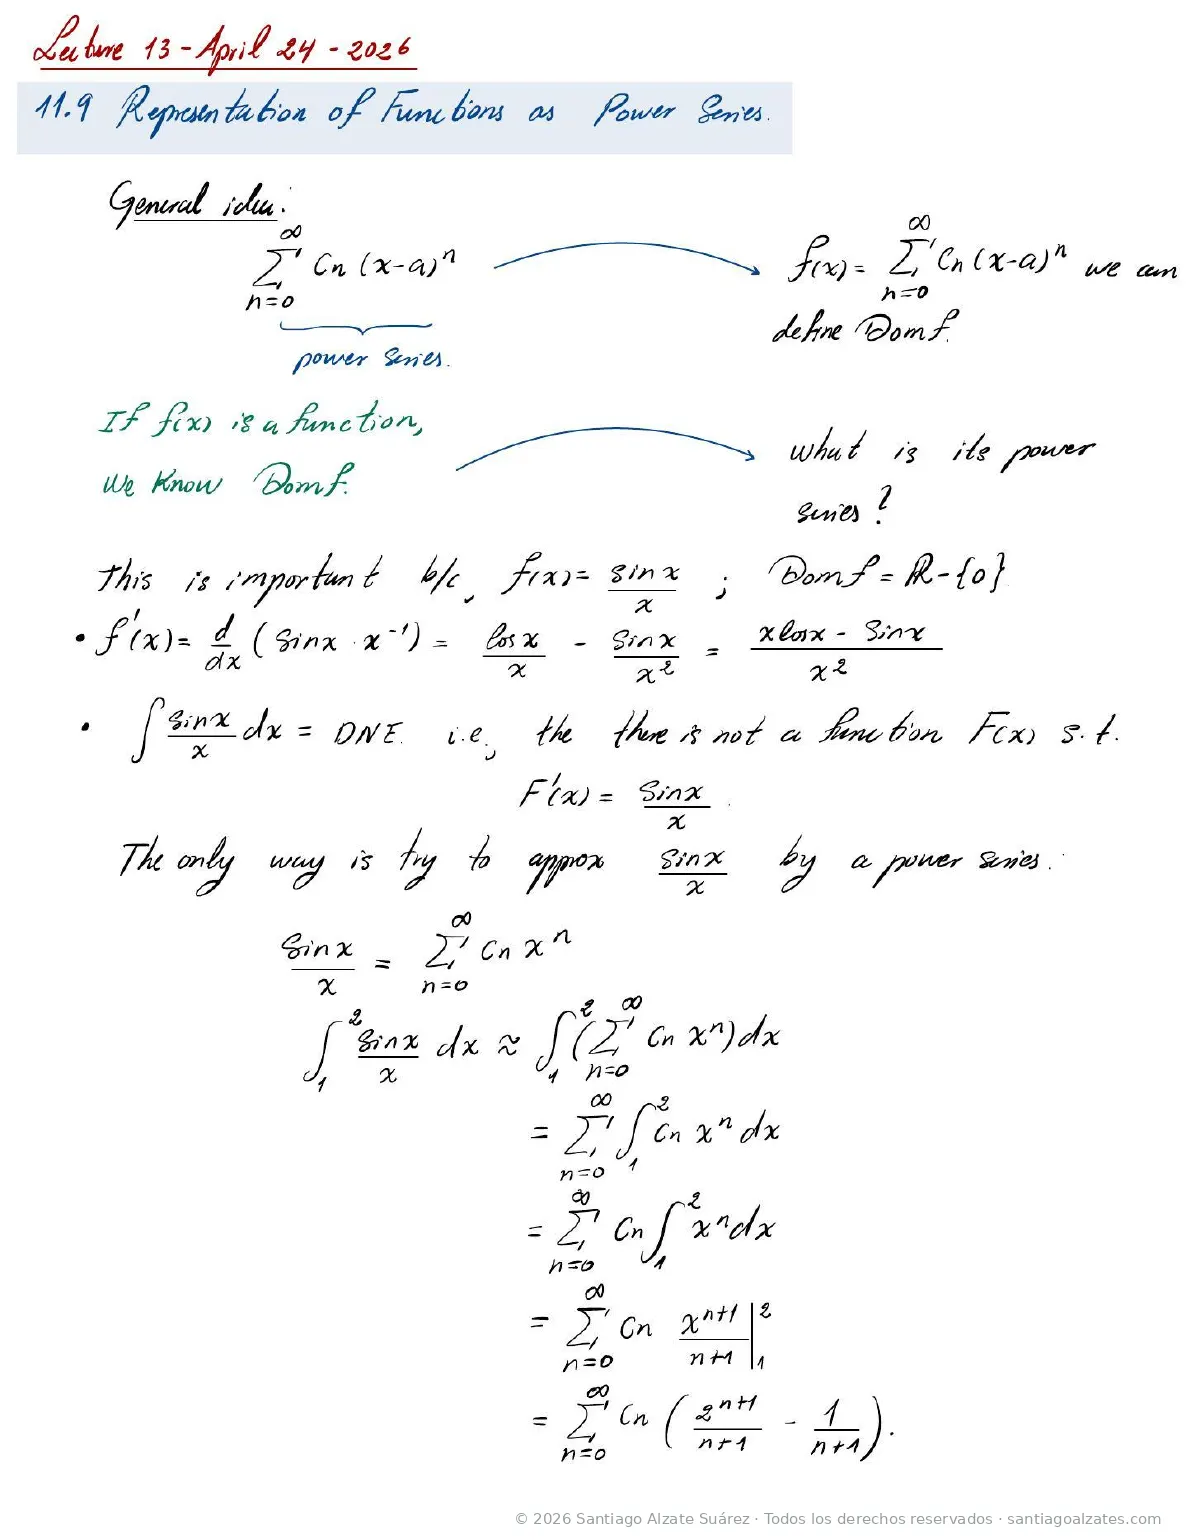 Lecture 13 - April 24 - 2026
11.9 Representation of Functions as Power Series.
General idea:
∑_{n=0}^{∞} Cn (x-a)^n → f(x) = ∑_{n=0}^{∞} Cn (x-a)^n we can
power series.
define Dom f.
If f(x) is a function,
we know Dom f.
→ what is its power
series?
This is important b/c, f(x) = sin x / x ; Dom f = ℝ - {0}
• f'(x) = d/dx (sin x · x^{-1}) = cos x / x - sin x / x^2 = (x cos x - sin x) / x^2
• ∫ sin x / x dx = DNE. i.e., the there is not a function F(x) s.t.
F'(x) = sin x / x .
The only way is try to approx sin x / x by a power series.
sin x / x = ∑_{n=0}^{∞} Cn x^n
∫_1^2 sin x / x dx ≈ ∫_1^2 (∑_{n=0}^{∞} Cn x^n) dx
= ∑_{n=0}^{∞} ∫_1^2 Cn x^n dx
= ∑_{n=0}^{∞} Cn ∫_1^2 x^n dx
= ∑_{n=0}^{∞} Cn x^{n+1} / (n+1) |_1^2
= ∑_{n=0}^{∞} Cn ( 2^{n+1} / (n+1) - 1 / (n+1) ).
© 2026 Santiago Alzate Suárez · Todos los derechos reservados · santiagoalzates.com